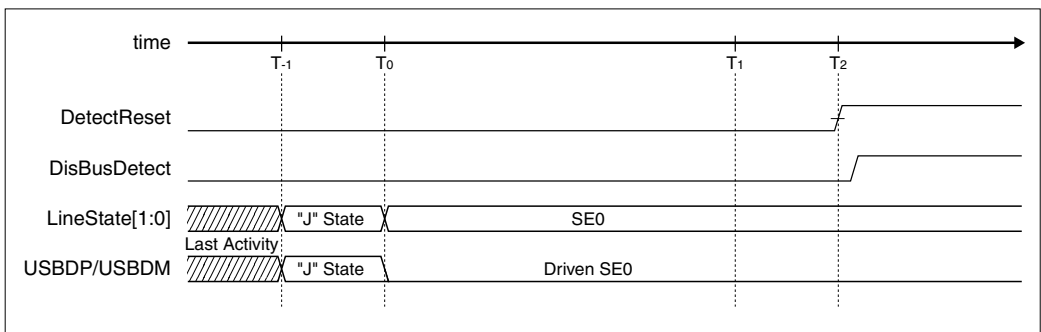 time
T-1 T0 T1 T2
DetectReset
DisBusDetect
LineState[1:0] "J" State SE0
Last Activity
USBDP/USBDM "J" State Driven SE0